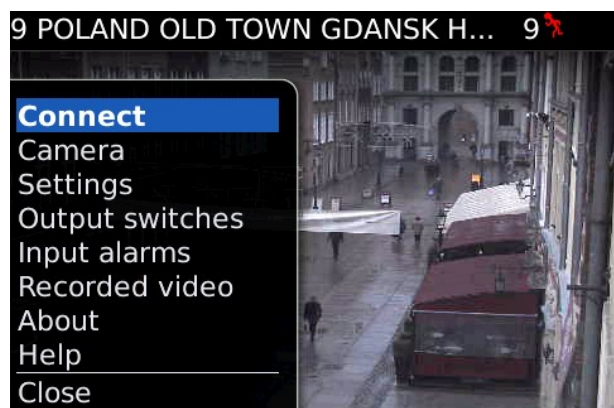 9 POLAND OLD TOWN GDANSK H... 9
Connect
Camera
Settings
Output switches
Input alarms
Recorded video
About
Help
Close